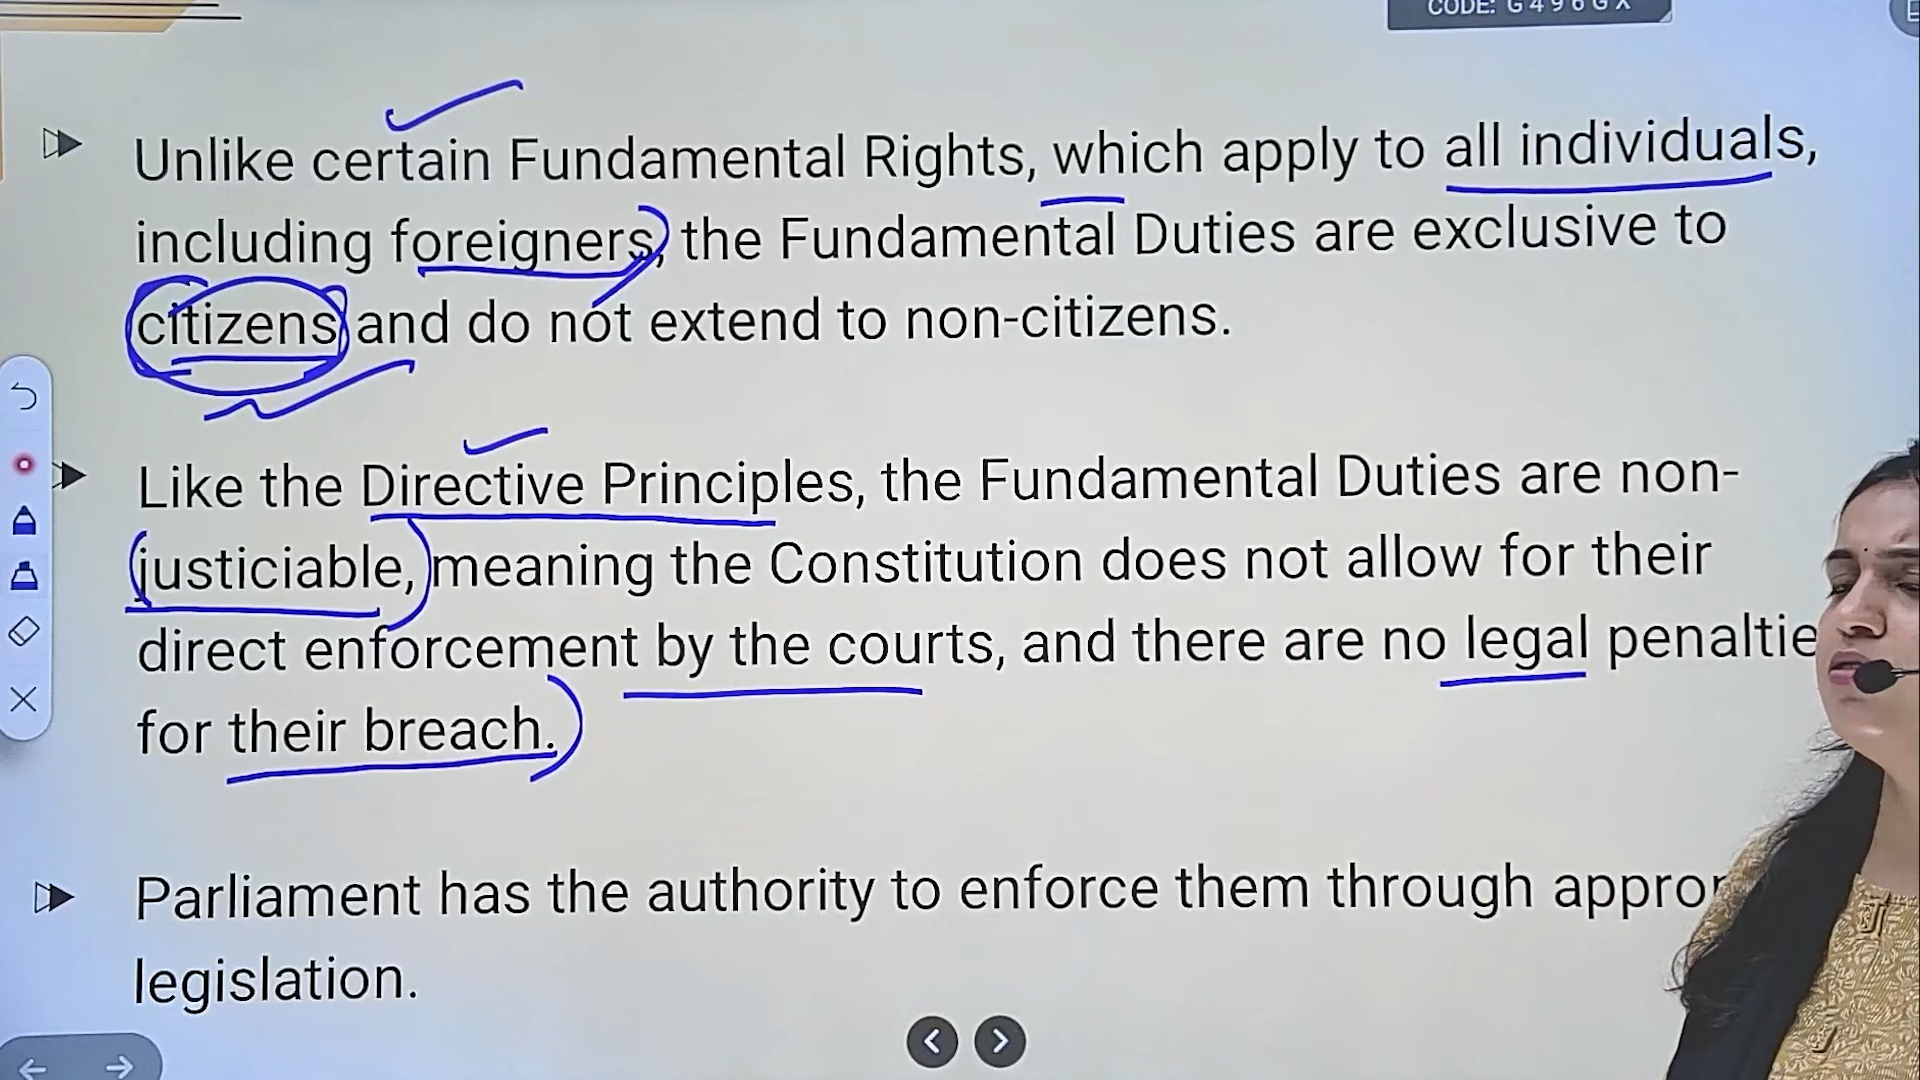 CODE: G496GX
Unlike certain Fundamental Rights, which apply to all individuals,
including foreigners, the Fundamental Duties are exclusive to
citizens and do not extend to non-citizens.
Like the Directive Principles, the Fundamental Duties are non-
justiciable, meaning the Constitution does not allow for their
direct enforcement by the courts, and there are no legal penaltie
for their breach.
Parliament has the authority to enforce them through appro
legislation.